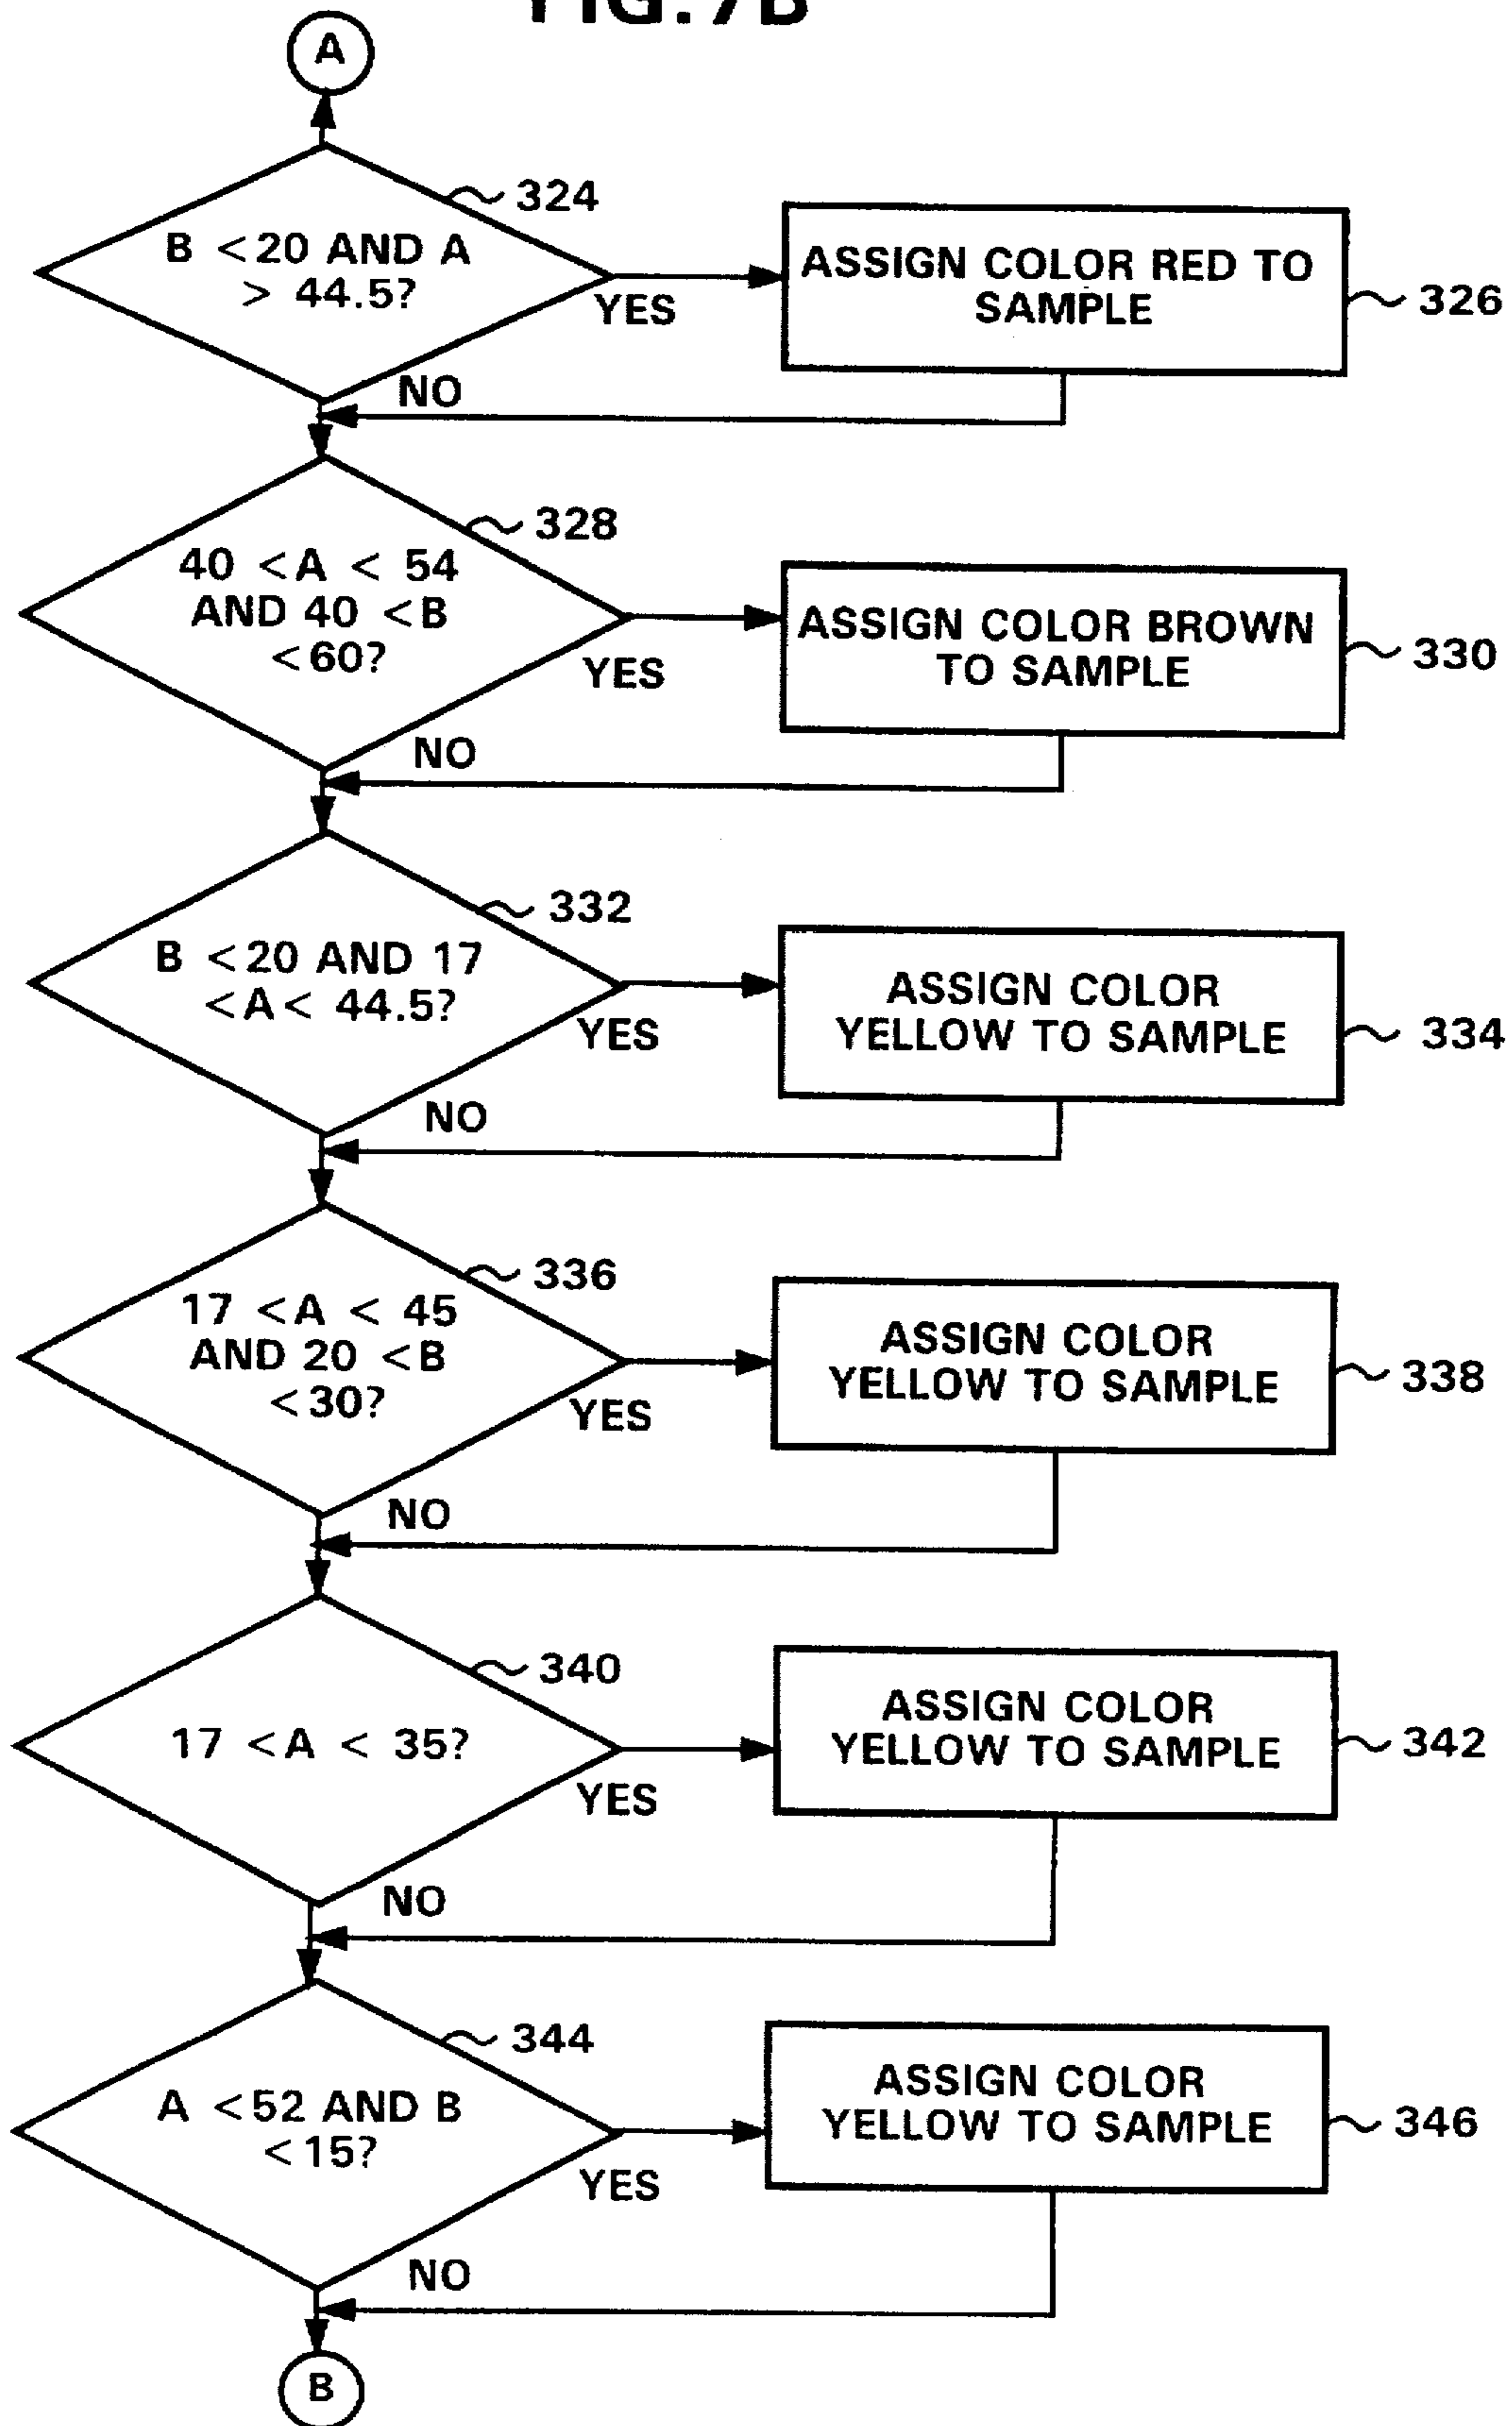 FIG. 7B
A
324
B <20 AND A
> 44.5?
YES
NO
ASSIGN COLOR RED TO
SAMPLE
326
328
40 <A < 54
AND 40 <B
<60?
YES
NO
ASSIGN COLOR BROWN
TO SAMPLE
330
332
B <20 AND 17
<A< 44.5?
YES
NO
ASSIGN COLOR
YELLOW TO SAMPLE
334
336
17 <A < 45
AND 20 <B
<30?
YES
NO
ASSIGN COLOR
YELLOW TO SAMPLE
338
340
17 <A < 35?
YES
NO
ASSIGN COLOR
YELLOW TO SAMPLE
342
344
A <52 AND B
<15?
YES
NO
ASSIGN COLOR
YELLOW TO SAMPLE
346
B